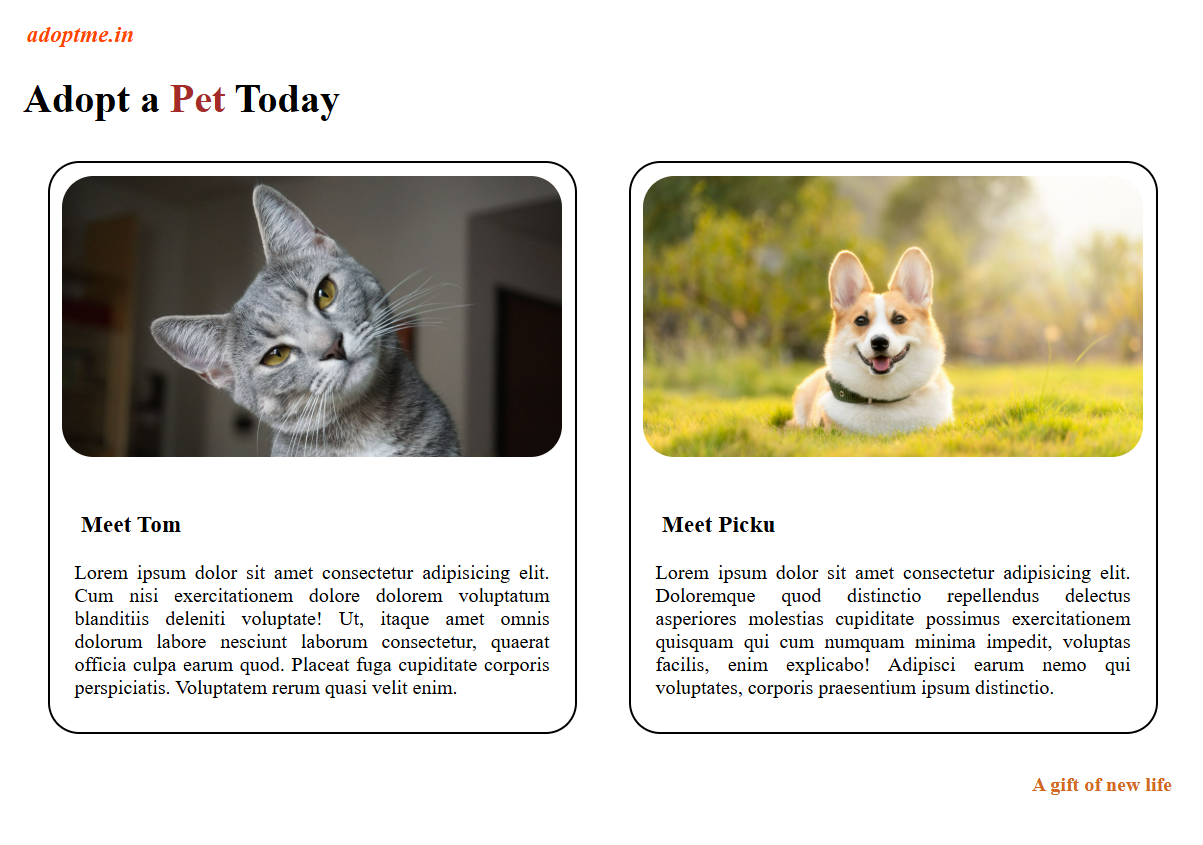 adoptme.in
Adopt a Pet Today
Meet Tom
Lorem ipsum dolor sit amet consectetur adipisicing elit.
Cum nisi exercitationem dolore dolorem voluptatum
blanditiis deleniti voluptate! Ut, itaque amet omnis
dolorum labore nesciunt laborum consectetur, quaerat
officia culpa earum quod. Placeat fuga cupiditate corporis
perspiciatis. Voluptatem rerum quasi velit enim.
Meet Picku
Lorem ipsum dolor sit amet consectetur adipisicing elit.
Doloremque quod distinctio repellendus delectus
asperiores molestias cupiditate possimus exercitationem
quisquam qui cum numquam minima impedit, voluptas
facilis, enim explicabo! Adipisci earum nemo qui
voluptates, corporis praesentium ipsum distinctio.
A gift of new life